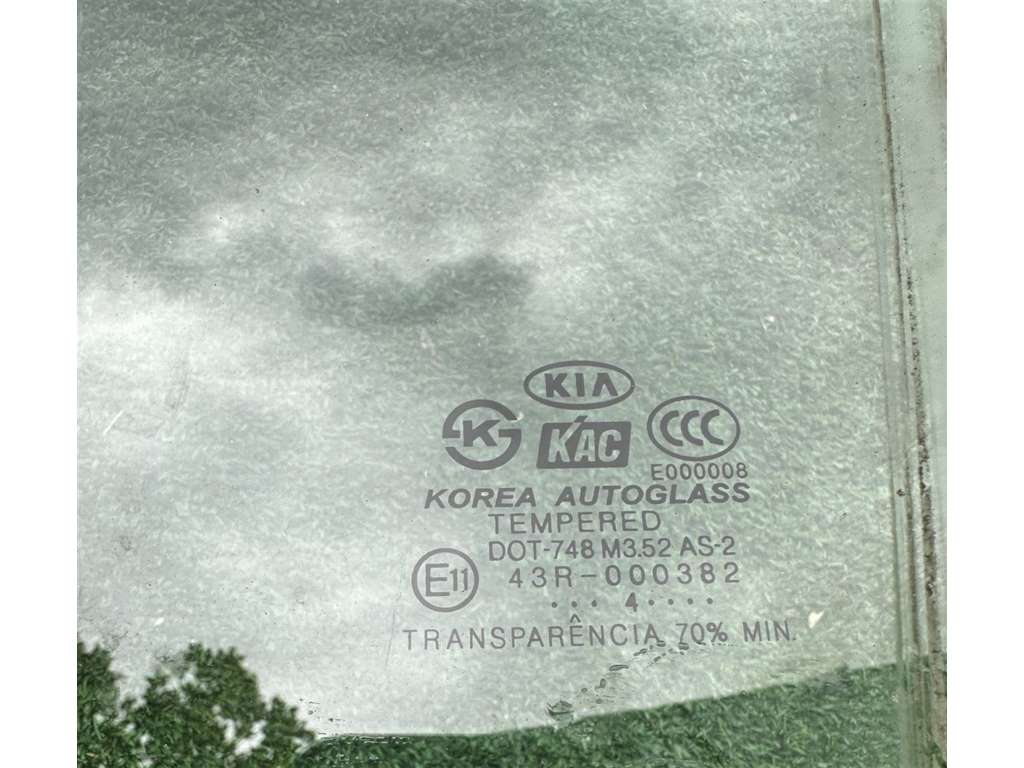 KIA
K
KAC
CCC
E000008
KOREA AUTOGLASS
TEMPERED
DOT-748 M3.52 AS-2
E11
43R-000382
... 4 ....
TRANSPARÊNCIA 70% MIN.